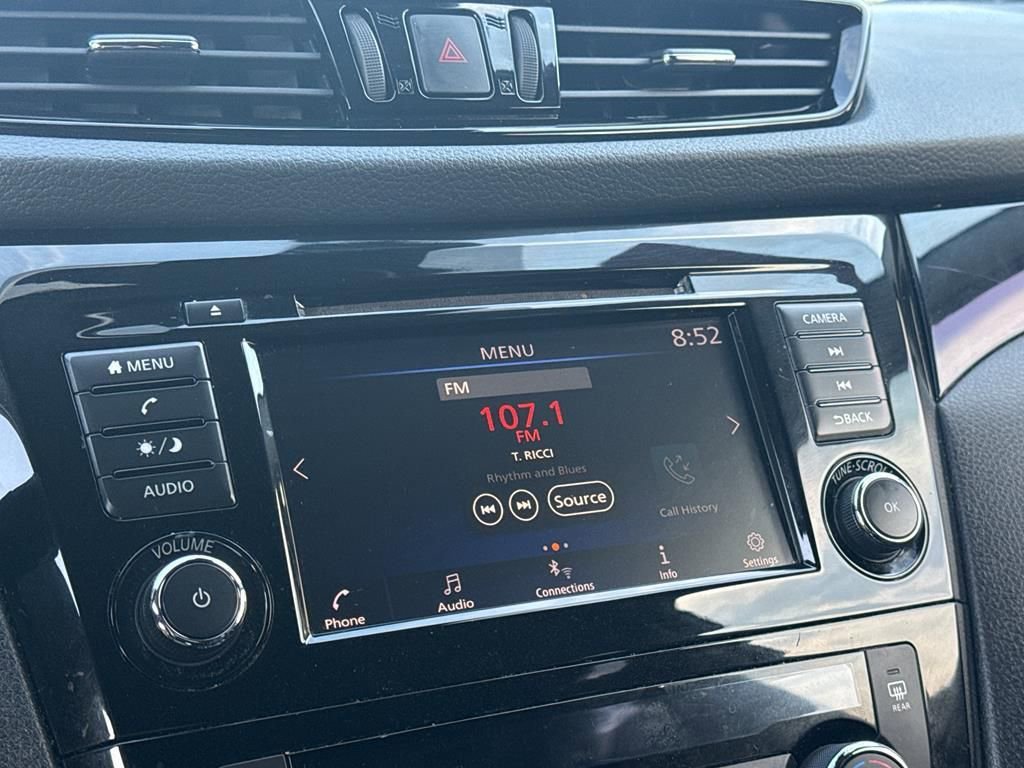 MENU
AUDIO
VOLUME
MENU
8:52
FM
107.1
FM
T. RICCI
Rhythm and Blues
Source
Call History
Phone
Audio
Connections
Info
Settings
CAMERA
BACK
TUNE·SCROLL
OK
REAR